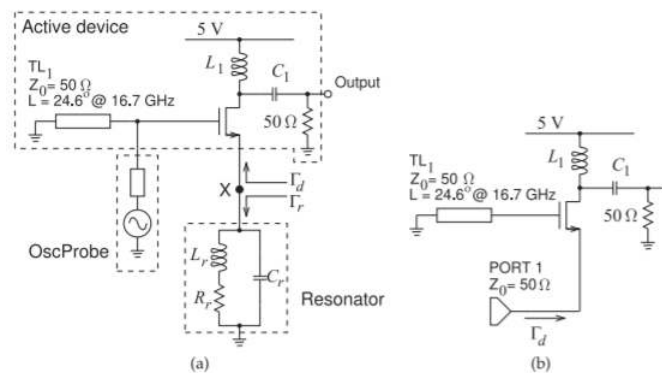 Active device
5 V
TL1
Z0= 50 Ω
L = 24.6° @ 16.7 GHz
L1
C1
Output
50 Ω
X
Γd
Γr
OscProbe
Lr
Rr
Cr
Resonator
(a)
5 V
TL1
Z0= 50 Ω
L = 24.6° @ 16.7 GHz
L1
C1
50 Ω
PORT 1
Z0= 50 Ω
Γd
(b)